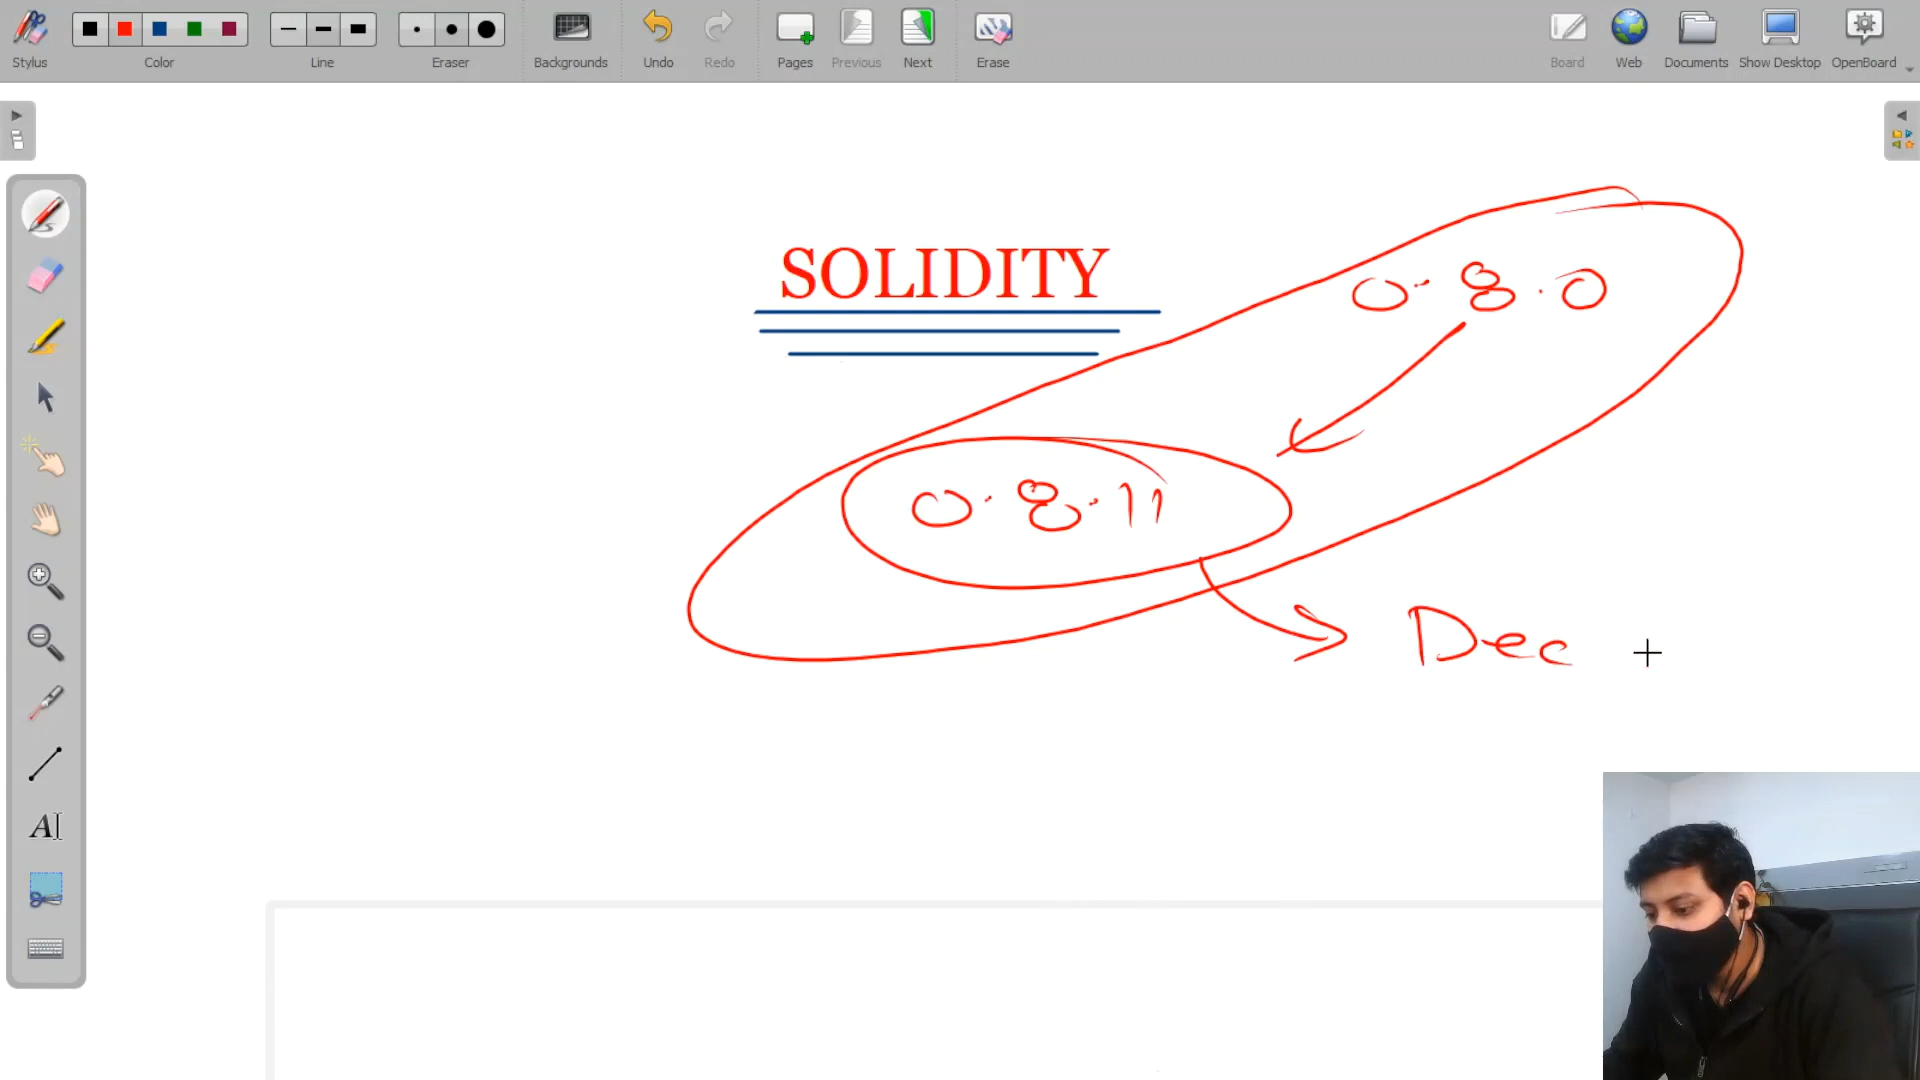 Stylus
Color
Line
Eraser
Backgrounds
Undo
Redo
Pages
Previous
Next
Erase
Board
Web
Documents
Show Desktop
OpenBoard
SOLIDITY
0.8.0
0.8.11
Dec
A